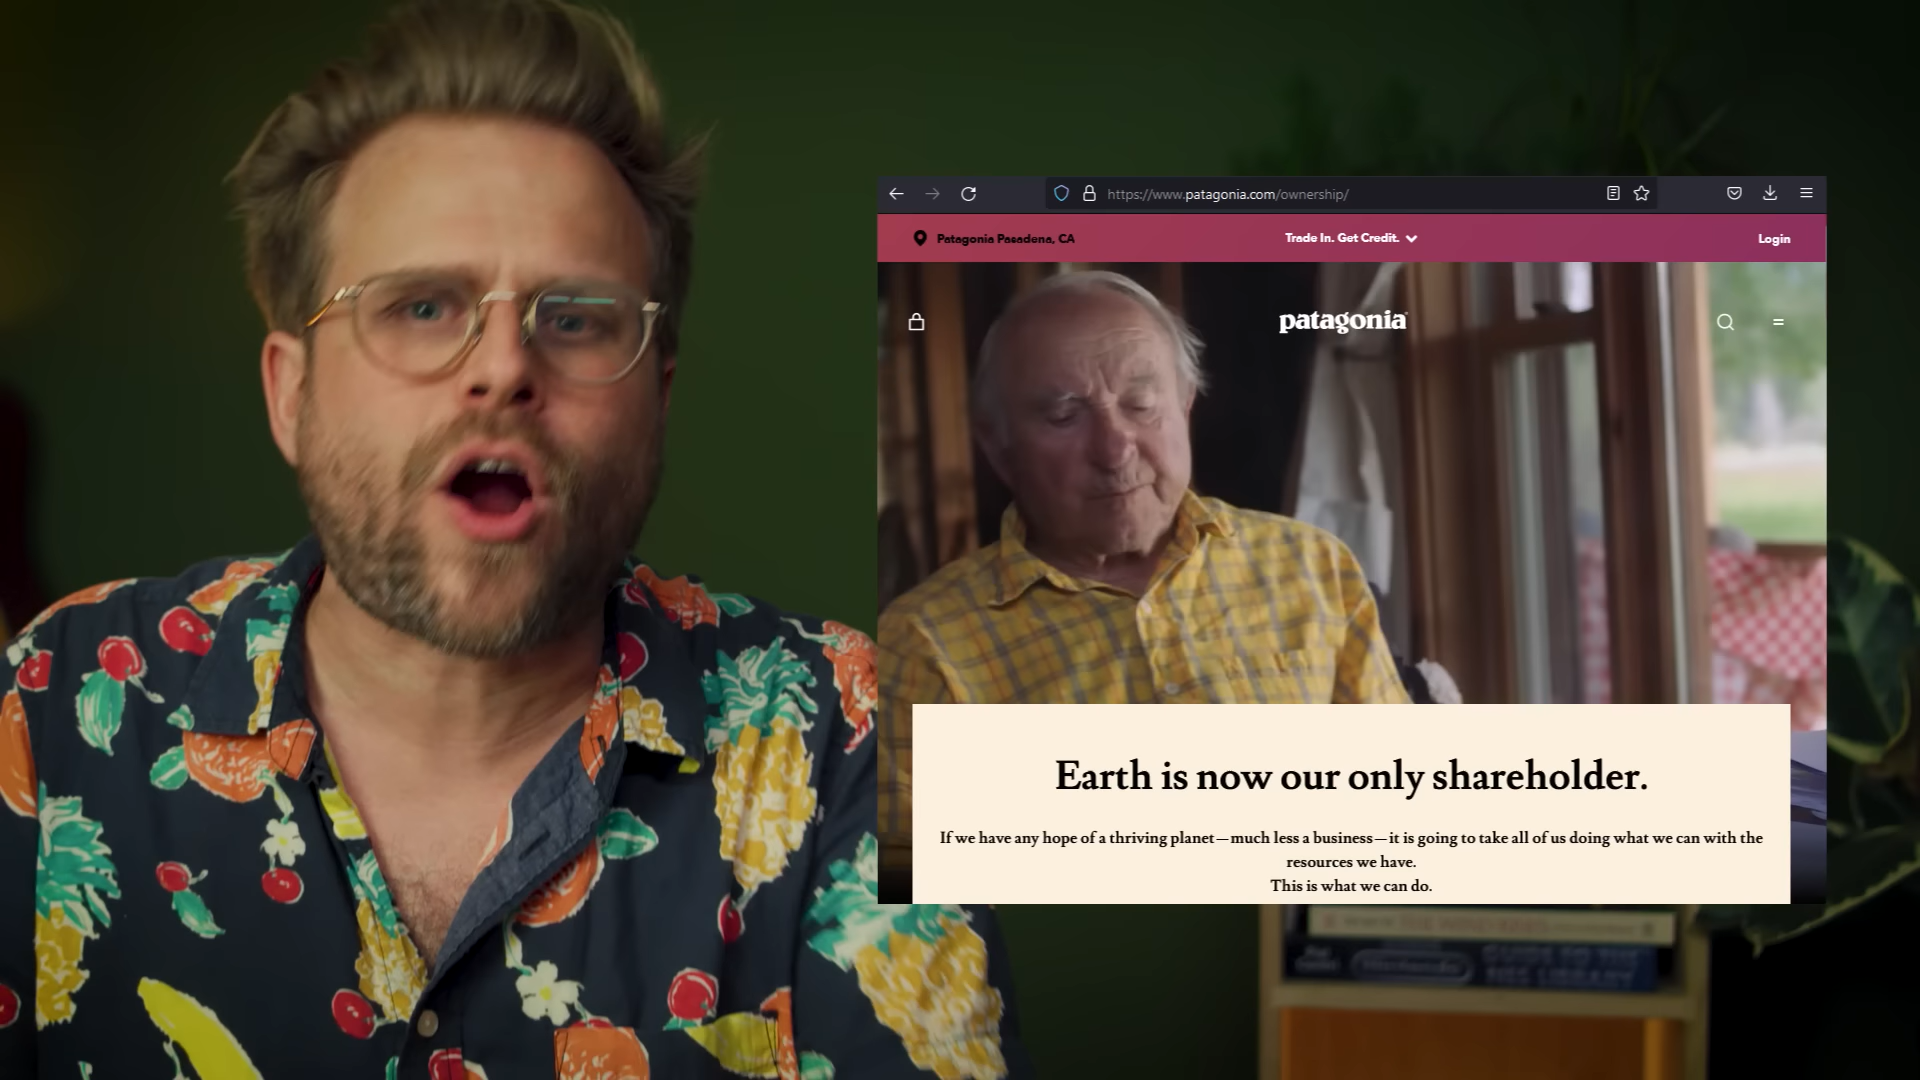 https://www.patagonia.com/ownership/
Patagonia Pasadena, CA
Trade In. Get Credit.
Login
patagonia
Earth is now our only shareholder.
If we have any hope of a thriving planet—much less a business—it is going to take all of us doing what we can with the
resources we have.
This is what we can do.
Nintendo